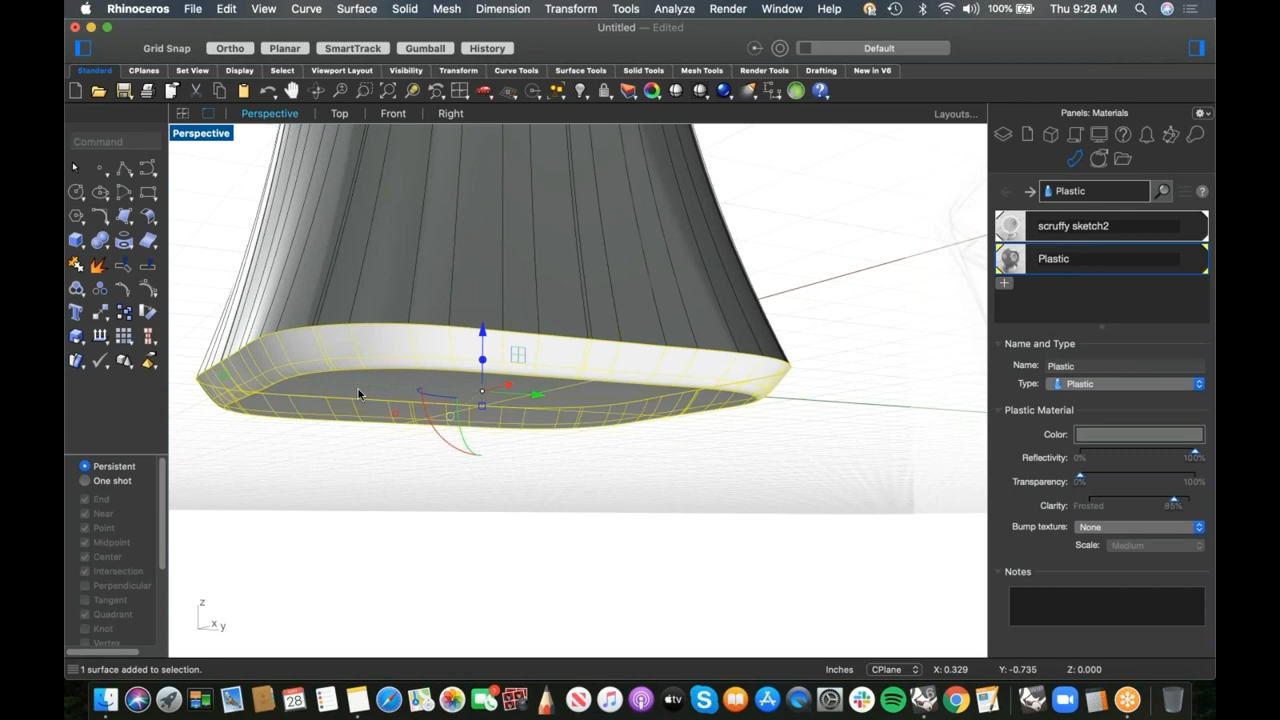 Rhinoceros File Edit View Curve Surface Solid Mesh Dimension Transform Tools Analyze Render Window Help 100% Thu 9:28 AM
Untitled — Edited
Grid Snap Ortho Planar SmartTrack Gumball History Default
Standard CPlanes Set View Display Select Viewport Layout Visibility Transform Curve Tools Surface Tools Solid Tools Mesh Tools Render Tools Drafting New in V6
Perspective Top Front Right Layouts... Panels: Materials
Perspective
Command
Plastic
scruffy sketch2
Plastic
Name and Type
Name: Plastic
Type: Plastic
Plastic Material
Color:
Reflectivity: 0% 100%
Transparency: 0% 100%
Clarity: Frosted 85%
Bump texture: None
Scale: Medium
Notes
Persistent
One shot
End
Near
Point
Midpoint
Center
Intersection
Perpendicular
Tangent
Quadrant
Knot
Vertex
z
x y
1 surface added to selection. Inches CPlane X: 0.329 Y: -0.735 Z: 0.000
28